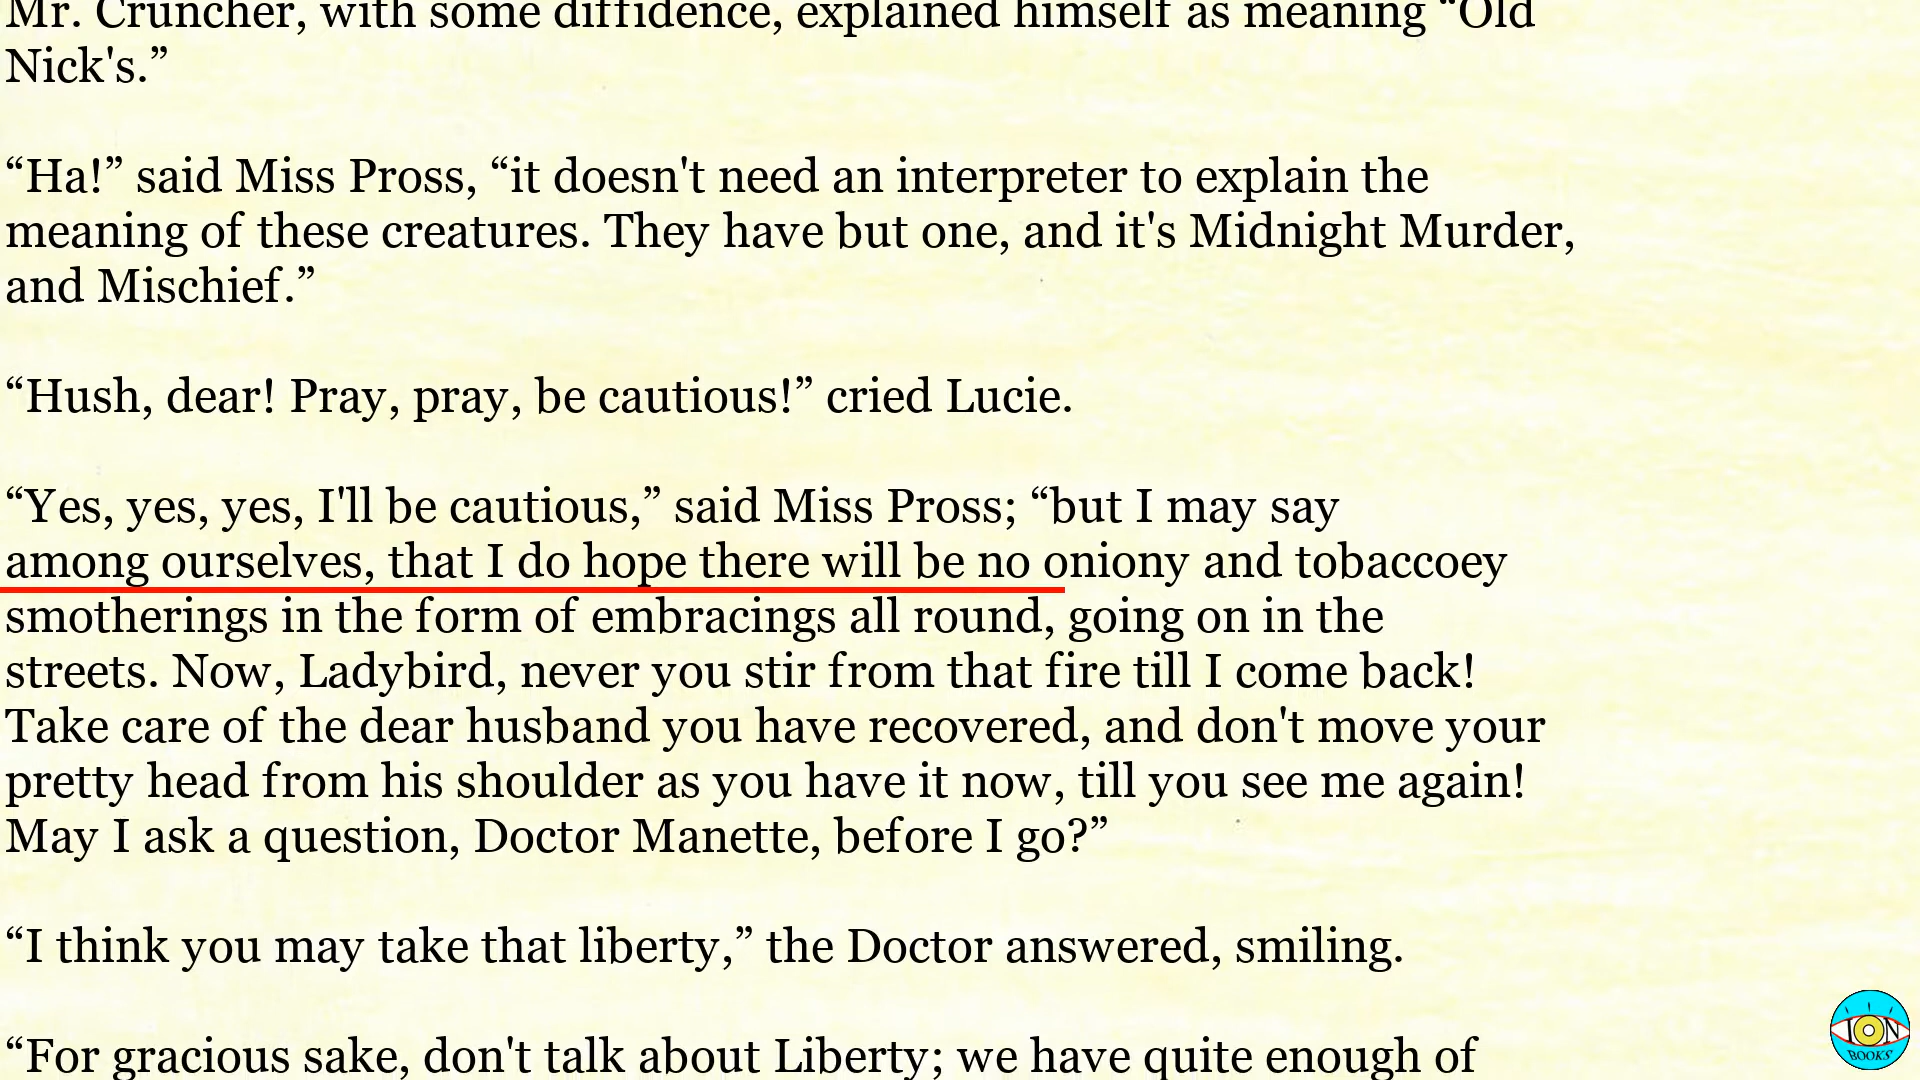 Mr. Cruncher, with some diffidence, explained himself as meaning “Old
Nick's.”
“Ha!” said Miss Pross, “it doesn't need an interpreter to explain the
meaning of these creatures. They have but one, and it's Midnight Murder,
and Mischief.”
“Hush, dear! Pray, pray, be cautious!” cried Lucie.
“Yes, yes, yes, I'll be cautious,” said Miss Pross; “but I may say
among ourselves, that I do hope there will be no oniony and tobaccoey
smotherings in the form of embracings all round, going on in the
streets. Now, Ladybird, never you stir from that fire till I come back!
Take care of the dear husband you have recovered, and don't move your
pretty head from his shoulder as you have it now, till you see me again!
May I ask a question, Doctor Manette, before I go?”
“I think you may take that liberty,” the Doctor answered, smiling.
“For gracious sake, don't talk about Liberty; we have quite enough of
ION
BOOKS